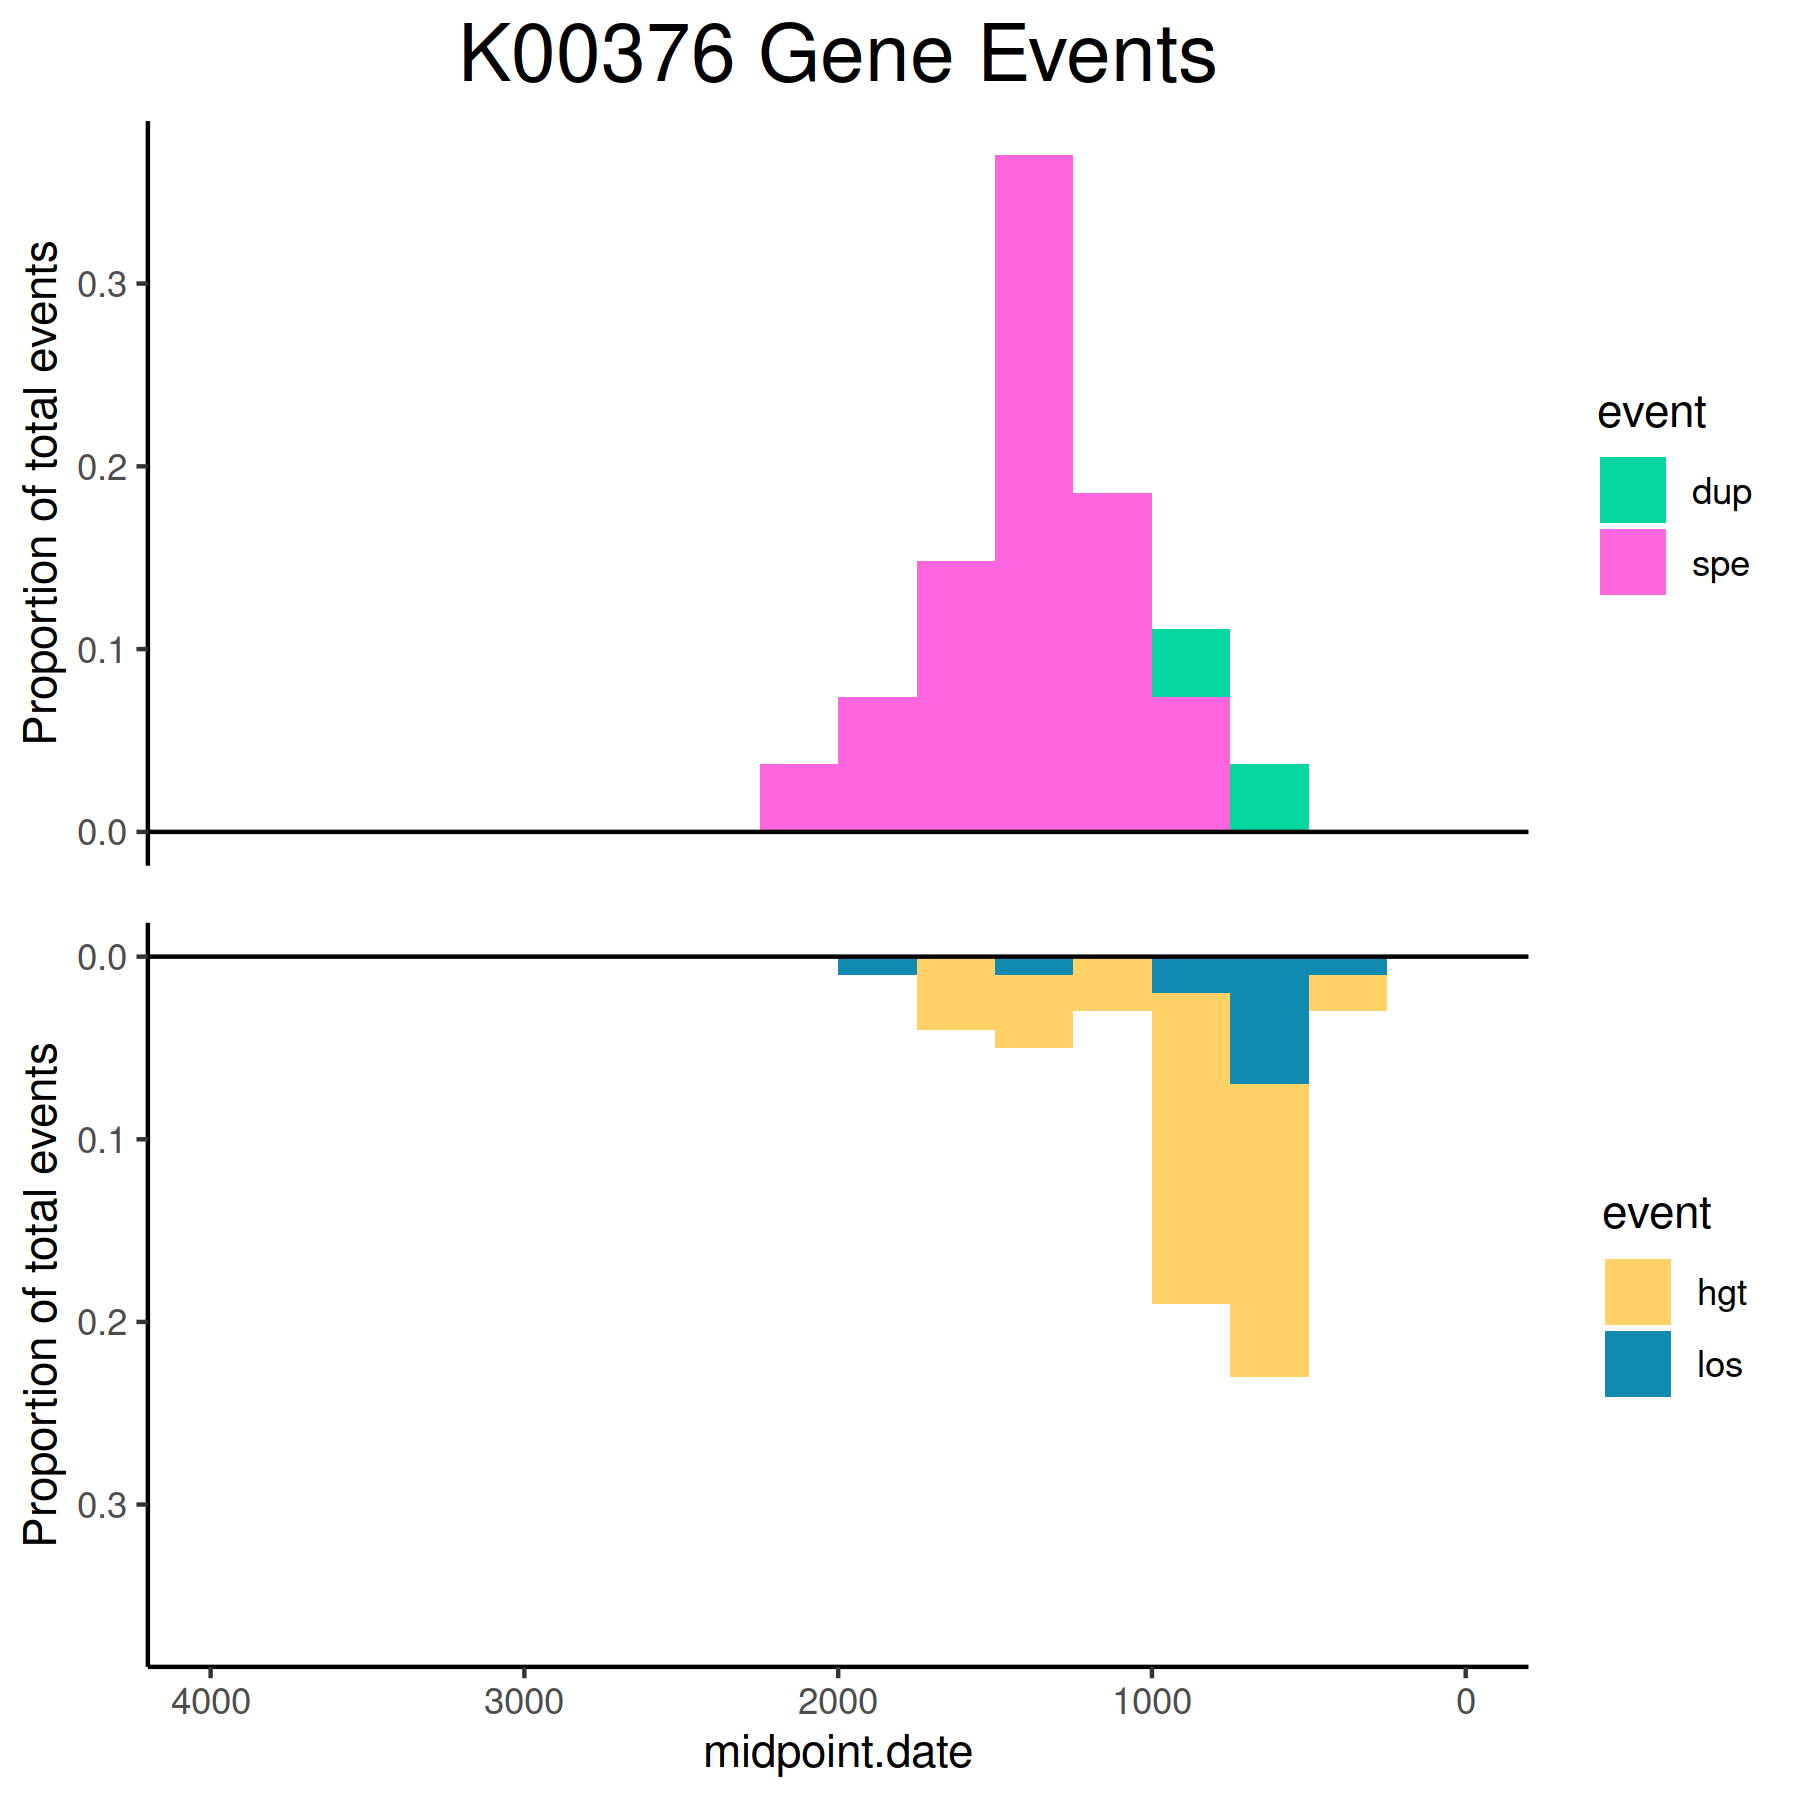 K00376 Gene Events
Proportion of total events
0.3
0.2
0.1
0.0
event
dup
spe
Proportion of total events
0.0
0.1
0.2
0.3
event
hgt
los
4000 3000 2000 1000 0
midpoint.date